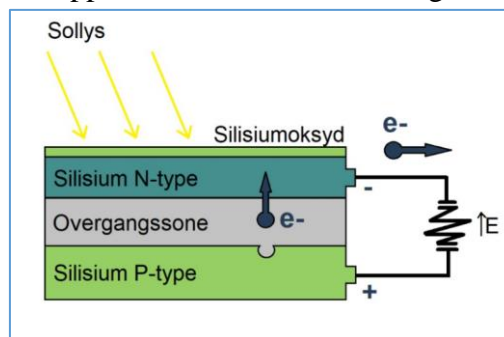 Sollys
Silisiumoksyd
e-
Silisium N-type
-
Overgangssone
e-
↑E
Silisium P-type
+